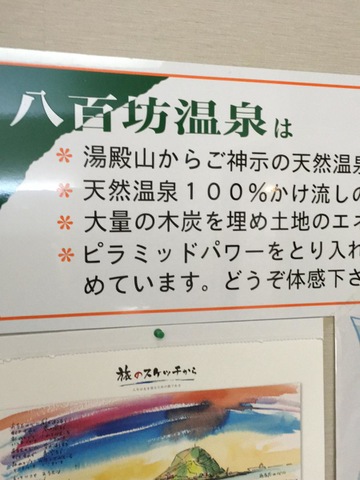 八百坊温泉は
* 湯殿山からご神示の天然温泉
* 天然温泉１００％かけ流しの
* 大量の木炭を埋め土地のエネ
* ピラミッドパワーをとり入れ
めています。どうぞ体感下さ
旅のスケッチから